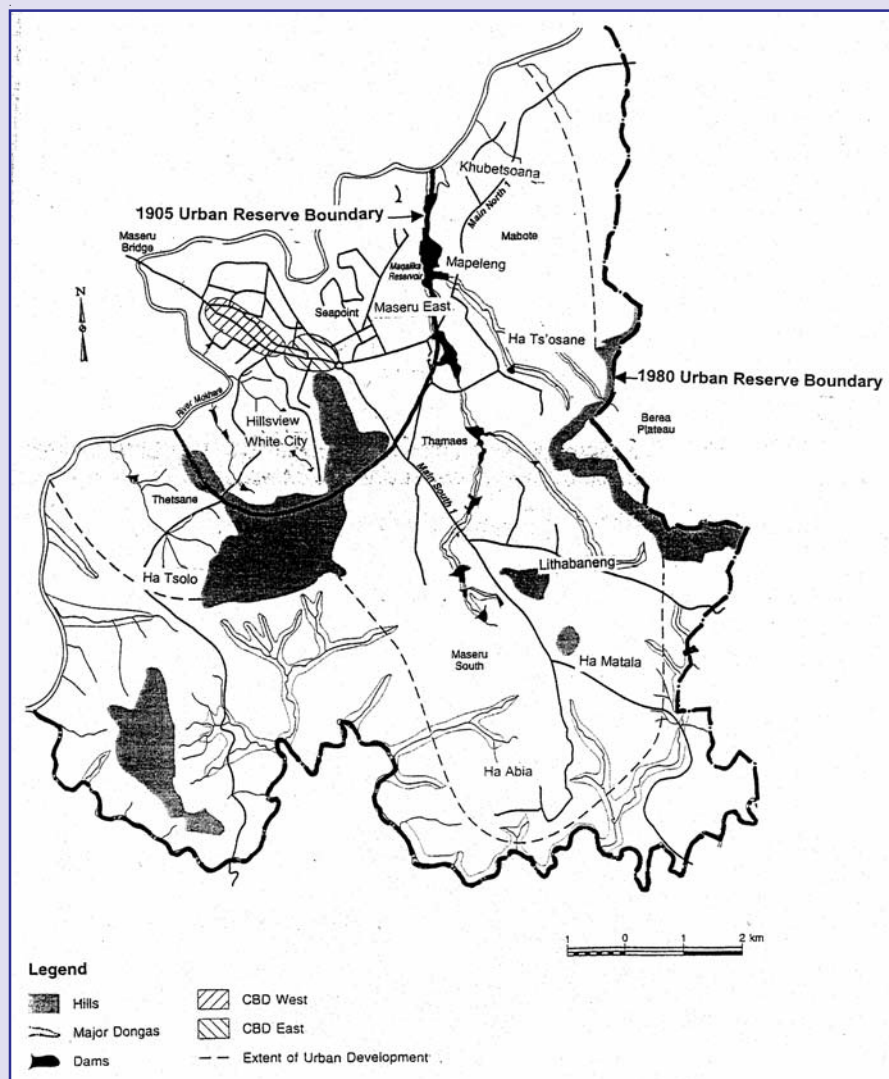 Khubetsoana
Main North 1
1905 Urban Reserve Boundary
Mabote
Maseru
Bridge
Mapeleng
Reservoir
N
Seapoint
Maseru East
Ha Ts'osane
1980 Urban Reserve Boundary
River Mohkare
Berea
Plateau
Hillsview
White City
Thamaes
Main South 1
Thetsane
Lithabaneng
Ha Tsolo
Maseru
South
Ha Matala
Ha Abia
1 0 1 2 km
Legend
Hills
Major Dongas
Dams
CBD West
CBD East
Extent of Urban Development